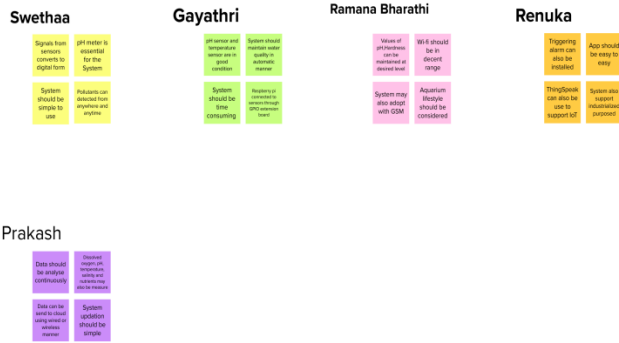 Swethaa
Signals from
sensors
converts to
digital form
pH meter Is
essential
for the
System
System
should be
simple to
use
Pollutants can
detected from
anywhere and
anytime
Gayathri
pH sensor and
temperature
sensor are in
good
condition
System should
maintain water
quality in
automatic
manner
System
should be
time
consuming
Raspberry pi
connected to
sensors through
GPIO extension
board
Ramana Bharathi
Values of
pH,Hardness
can be
maintained at
desired level
Wi-fi should
be in
decent
range
System may
also adopt
with GSM
Aquarium
lifestyle
should be
considered
Renuka
Triggering
alarm can
also be
installed
App should
be easy to
easy
ThingSpeak
can also be
use to
support IoT
System also
support
industrialized
purposed
Prakash
Data should
be analyse
continuously
Dissolved
oxygen, pH,
temperature,
salinity and
nutrients may
also be measure
Data can be
send to cloud
using wired or
wireless
manner
System
updation
should be
simple